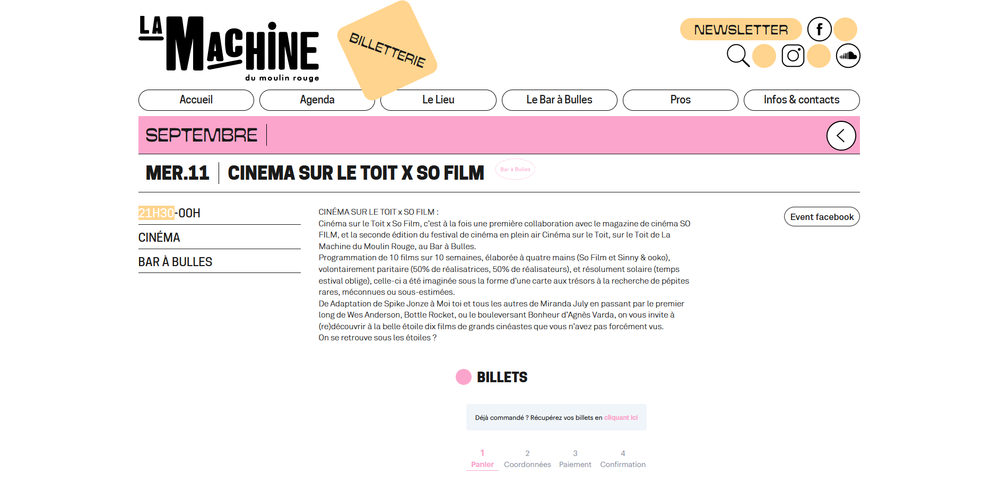 LA MACHINE
du moulin rouge
BILLETTERIE
NEWSLETTER
Accueil
Agenda
Le Lieu
Le Bar à Bulles
Pros
Infos & contacts
SEPTEMBRE
MER.11
CINEMA SUR LE TOIT X SO FILM
Bar à Bulles
21H30-00H
CINÉMA
BAR À BULLES
CINÉMA SUR LE TOIT x SO FILM :
Cinéma sur le Toit x So Film, c'est à la fois une première collaboration avec le magazine de cinéma SO
FILM, et la seconde édition du festival de cinéma en plein air Cinéma sur le Toit, sur le Toit de La
Machine du Moulin Rouge, au Bar à Bulles.
Programmation de 10 films sur 10 semaines, élaborée à quatre mains (So Film et Sinny & ooko),
volontairement paritaire (50% de réalisatrices, 50% de réalisateurs), et résolument solaire (temps
estival oblige), celle-ci a été imaginée sous la forme d'une carte aux trésors à la recherche de pépites
rares, méconnues ou sous-estimées.
De Adaptation de Spike Jonze à Moi toi et tous les autres de Miranda July en passant par le premier
long de Wes Anderson, Bottle Rocket, ou le bouleversant Bonheur d'Agnès Varda, on vous invite à
(re)découvrir à la belle étoile dix films de grands cinéastes que vous n'avez pas forcément vus.
On se retrouve sous les étoiles ?
Event facebook
BILLETS
Déjà commandé ? Récupérez vos billets en cliquant ici
1
Panier
2
Coordonnées
3
Paiement
4
Confirmation